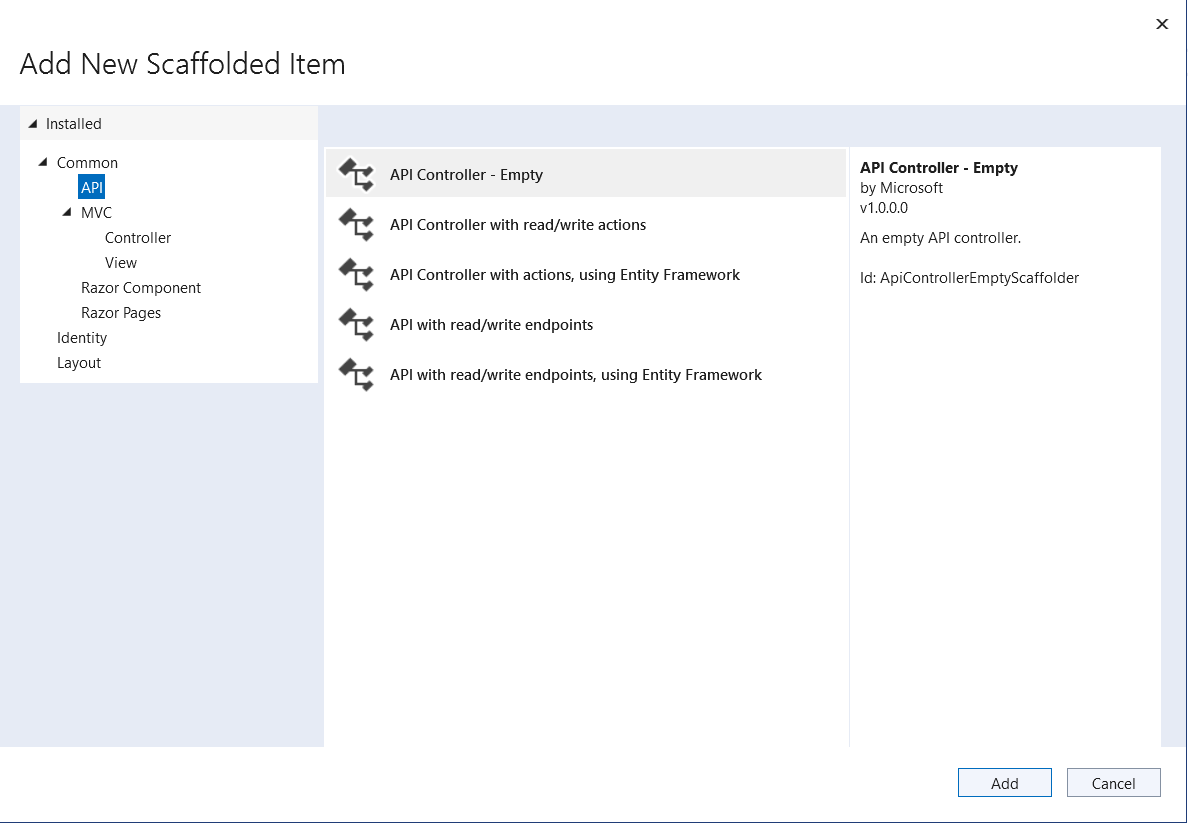 Add New Scaffolded Item
Installed
Common
API
MVC
Controller
View
Razor Component
Razor Pages
Identity
Layout
API Controller - Empty
API Controller with read/write actions
API Controller with actions, using Entity Framework
API with read/write endpoints
API with read/write endpoints, using Entity Framework
API Controller - Empty
by Microsoft
v1.0.0.0
An empty API controller.
Id: ApiControllerEmptyScaffolder
Add
Cancel